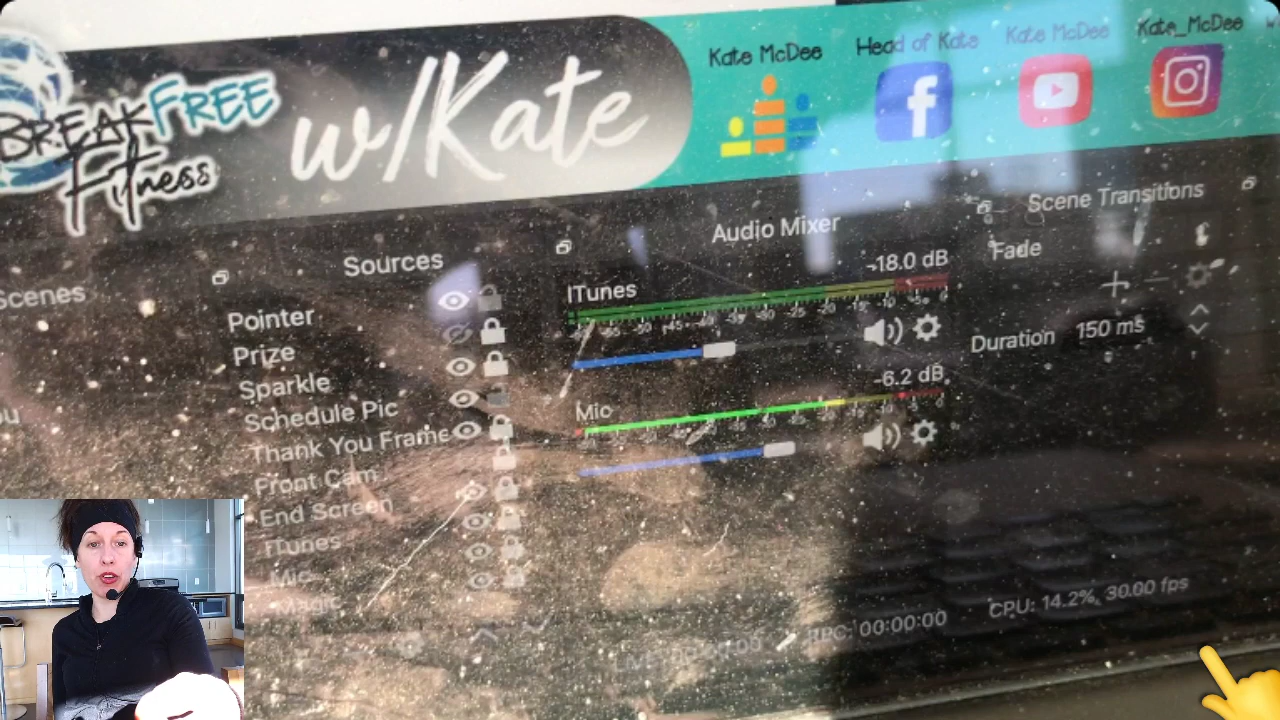 BREAKFREE
Fitness
w/Kate
Kate McDee
Head of Kate
Kate McDee
Kate_McDee
Scenes
Sources
Pointer
Prize
Sparkle
Schedule Pic
Thank You Frame
Front Cam
End Screen
iTunes
Mic
Magic
Audio Mixer
iTunes
-18.0 dB
Mic
-6.2 dB
Scene Transitions
Fade
Duration 150 ms
REC: 00:00:00
CPU: 14.2%, 30.00 fps